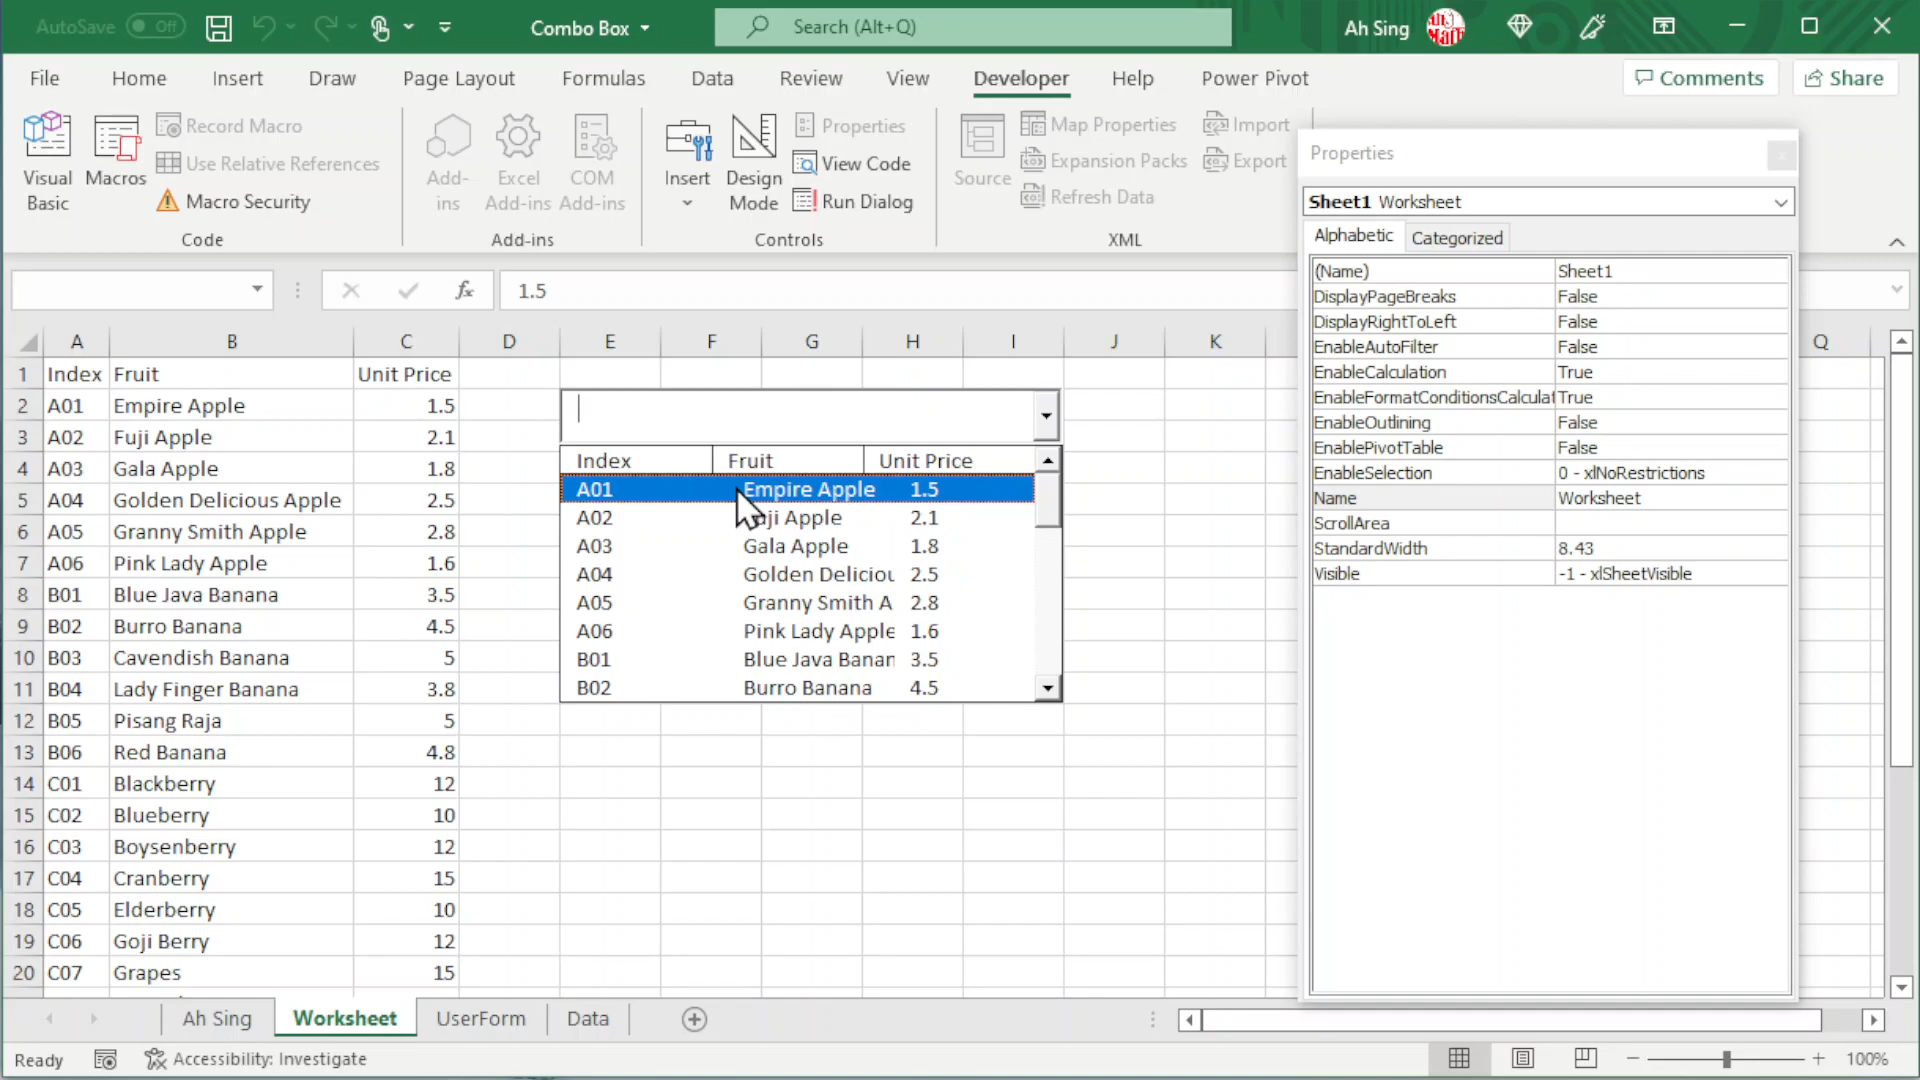 AutoSave Off Combo Box Search (Alt+Q) Ah Sing
File Home Insert Draw Page Layout Formulas Data Review View Developer Help Power Pivot Comments Share
Visual Basic
Macros
Record Macro
Use Relative References
Macro Security
Code
Add-ins
Excel Add-ins
COM Add-ins
Add-ins
Insert
Design Mode
Properties
View Code
Run Dialog
Controls
Source
Map Properties
Expansion Packs
Refresh Data
Import
Export
XML
1.5
A B C D E F G H I J K Q
1 Index Fruit Unit Price
2 A01 Empire Apple 1.5
3 A02 Fuji Apple 2.1
4 A03 Gala Apple 1.8
5 A04 Golden Delicious Apple 2.5
6 A05 Granny Smith Apple 2.8
7 A06 Pink Lady Apple 1.6
8 B01 Blue Java Banana 3.5
9 B02 Burro Banana 4.5
10 B03 Cavendish Banana 5
11 B04 Lady Finger Banana 3.8
12 B05 Pisang Raja 5
13 B06 Red Banana 4.8
14 C01 Blackberry 12
15 C02 Blueberry 10
16 C03 Boysenberry 12
17 C04 Cranberry 15
18 C05 Elderberry 10
19 C06 Goji Berry 12
20 C07 Grapes 15
Index Fruit Unit Price
A01 Empire Apple 1.5
A02 uji Apple 2.1
A03 Gala Apple 1.8
A04 Golden Deliciou 2.5
A05 Granny Smith A 2.8
A06 Pink Lady Apple 1.6
B01 Blue Java Banan 3.5
B02 Burro Banana 4.5
Properties
Sheet1 Worksheet
Alphabetic Categorized
(Name) Sheet1
DisplayPageBreaks False
DisplayRightToLeft False
EnableAutoFilter False
EnableCalculation True
EnableFormatConditionsCalculat True
EnableOutlining False
EnablePivotTable False
EnableSelection 0 - xlNoRestrictions
Name Worksheet
ScrollArea
StandardWidth 8.43
Visible -1 - xlSheetVisible
Ah Sing Worksheet UserForm Data
Ready Accessibility: Investigate 100%